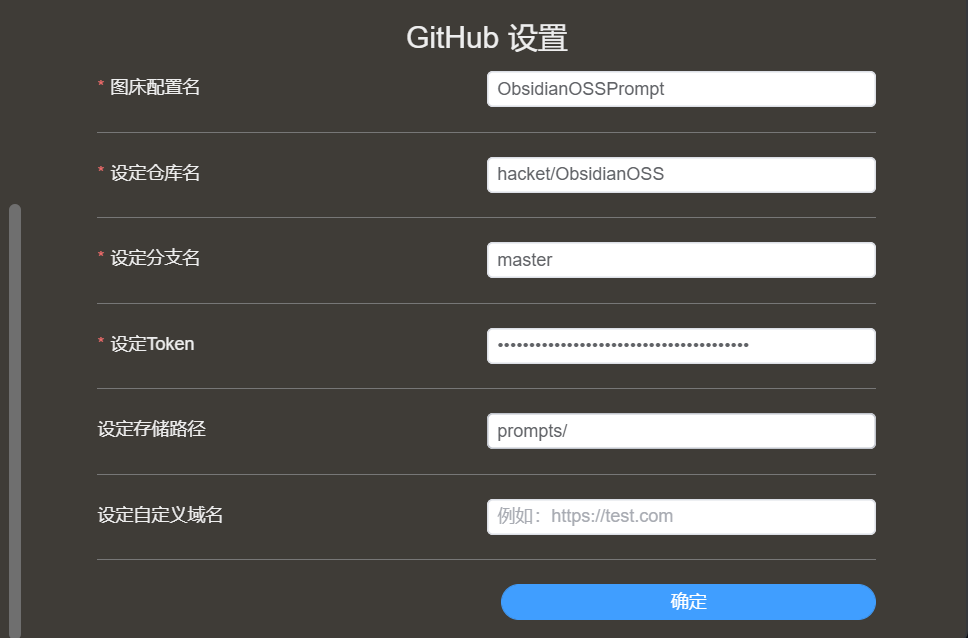 GitHub 设置
* 图床配置名
ObsidianOSSPrompt
* 设定仓库名
hacket/ObsidianOSS
* 设定分支名
master
* 设定Token
••••••••••••••••••••••••••••••••••••••••
设定存储路径
prompts/
设定自定义域名
例如：https://test.com
确定